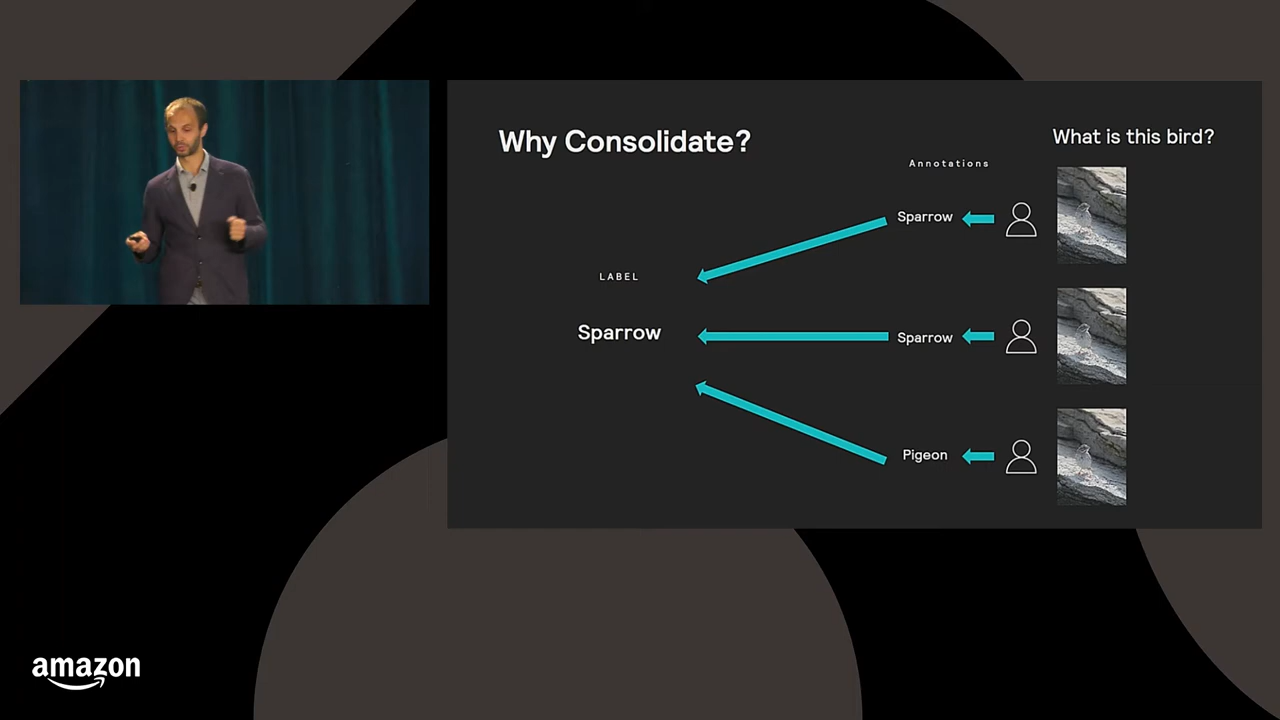 Why Consolidate?
What is this bird?
Annotations
Sparrow
LABEL
Sparrow
Sparrow
Pigeon
amazon